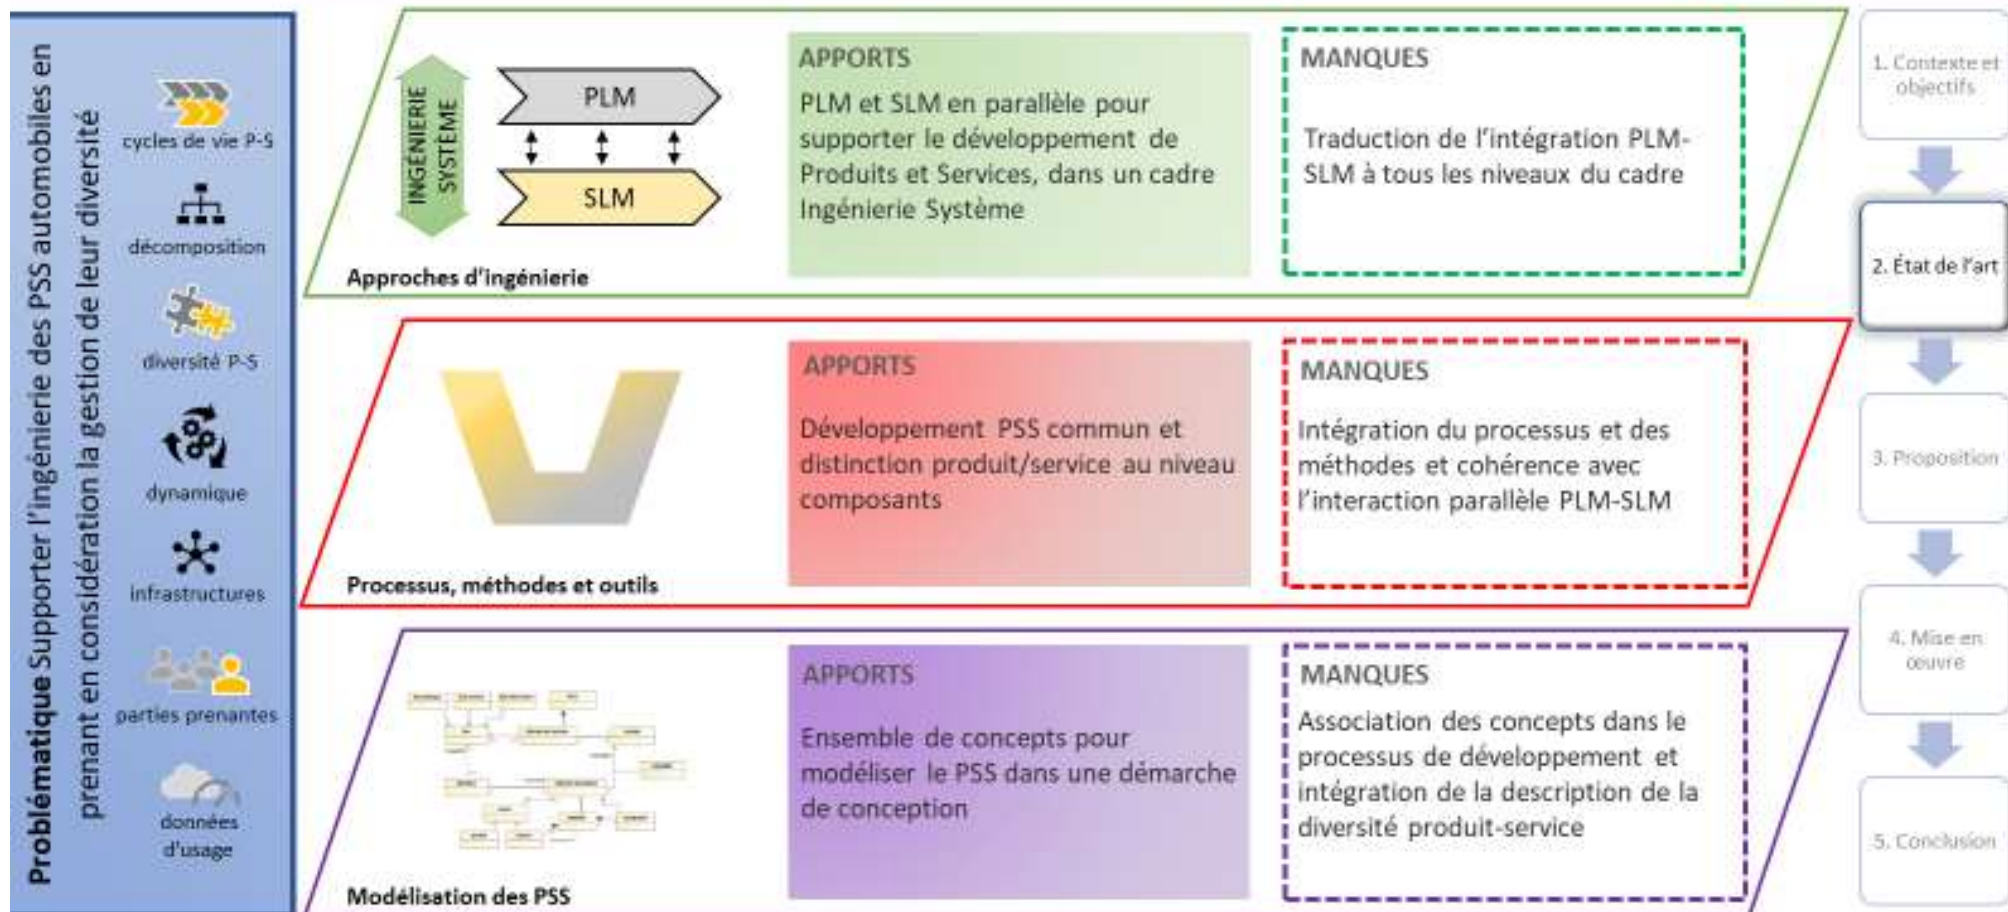 Problématique Supporter l'ingénierie des PSS automobiles en
prenant en considération la gestion de leur diversité
cycles de vie P-S
décomposition
diversité P-S
dynamique
infrastructures
parties prenantes
données
d'usage
INGÉNIERIE
SYSTÈME
PLM
SLM
Approches d'ingénierie
APPORTS
PLM et SLM en parallèle pour
supporter le développement de
Produits et Services, dans un cadre
Ingénierie Système
MANQUES
Traduction de l'intégration PLM-
SLM à tous les niveaux du cadre
Processus, méthodes et outils
APPORTS
Développement PSS commun et
distinction produit/service au niveau
composants
MANQUES
Intégration du processus et des
méthodes et cohérence avec
l'interaction parallèle PLM-SLM
Modélisation des PSS
APPORTS
Ensemble de concepts pour
modéliser le PSS dans une démarche
de conception
MANQUES
Association des concepts dans le
processus de développement et
intégration de la description de la
diversité produit-service
1. Contexte et
objectifs
2. État de l'art
3. Proposition
4. Mise en
œuvre
5. Conclusion